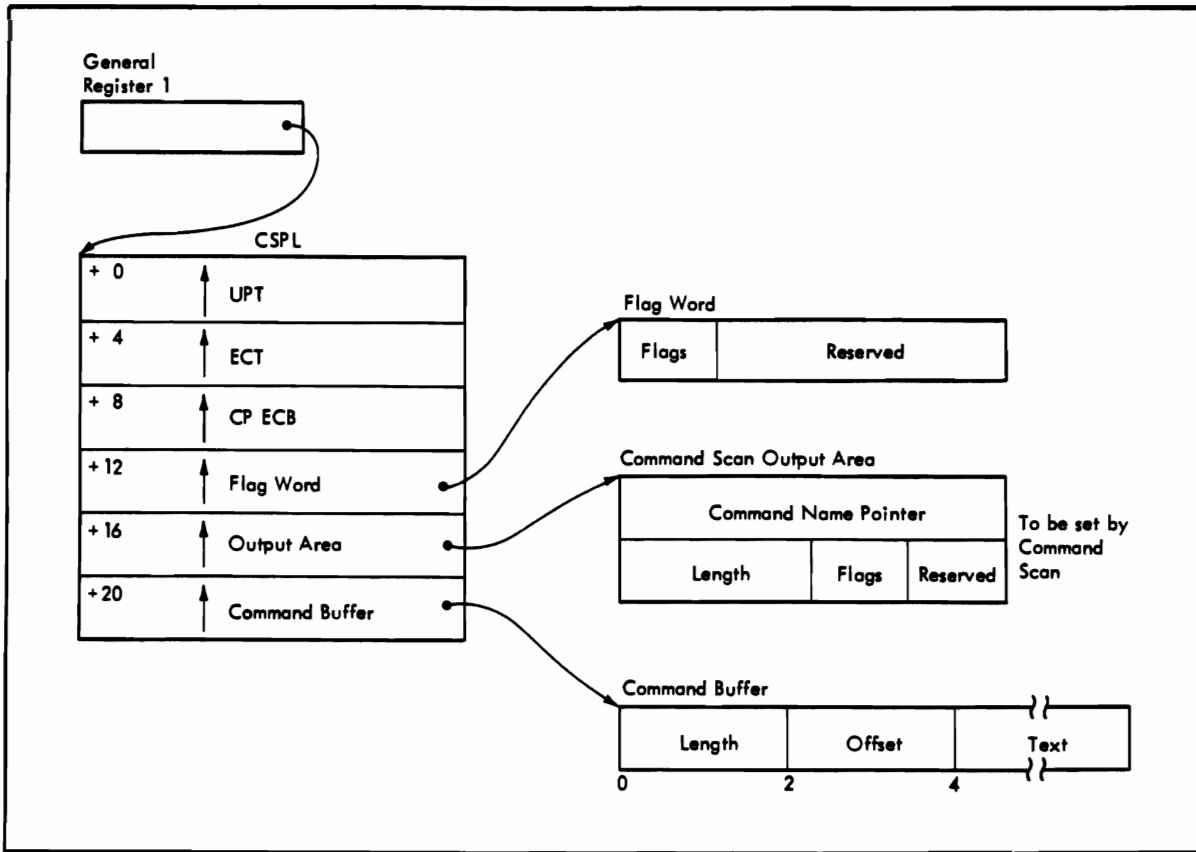 General
Register 1
CSPL
+ 0
UPT
+ 4
ECT
+ 8
CP ECB
+12
Flag Word
+16
Output Area
+20
Command Buffer
Flag Word
Flags
Reserved
Command Scan Output Area
Command Name Pointer
Length
Flags
Reserved
To be set by
Command
Scan
Command Buffer
Length
Offset
Text
0
2
4